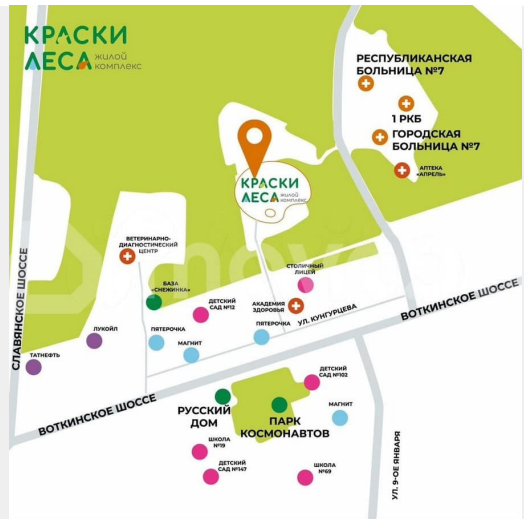 КРАСКИ
ЛЕСА
жилой
комплекс
РЕСПУБЛИКАНСКАЯ
БОЛЬНИЦА №7
1 РКБ
ГОРОДСКАЯ
БОЛЬНИЦА №7
АПТЕКА
«АПРЕЛЬ»
КРАСКИ
ЛЕСА
жилой
комплекс
ВЕТЕРИНАРНО-
ДИАГНОСТИЧЕСКИЙ
ЦЕНТР
СТОЛИЧНЫЙ
ЛИЦЕЙ
БАЗА
«СНЕЖИНКА»
ДЕТСКИЙ
САД №12
АКАДЕМИЯ
ЗДОРОВЬЯ
УЛ. КУНГУРЦЕВА
ВОТКИНСКОЕ ШОССЕ
СЛАВЯНСКОЕ ШОССЕ
ЛУКОЙЛ
ТАТНЕФТЬ
ПЯТЕРОЧКА
МАГНИТ
ПЯТЕРОЧКА
ВОТКИНСКОЕ ШОССЕ
ДЕТСКИЙ
САД №102
РУССКИЙ
ДОМ
ПАРК
КОСМОНАВТОВ
МАГНИТ
ШКОЛА
№19
ДЕТСКИЙ
САД №147
ШКОЛА
№69
УЛ. 9-ОЕ ЯНВАРЯ